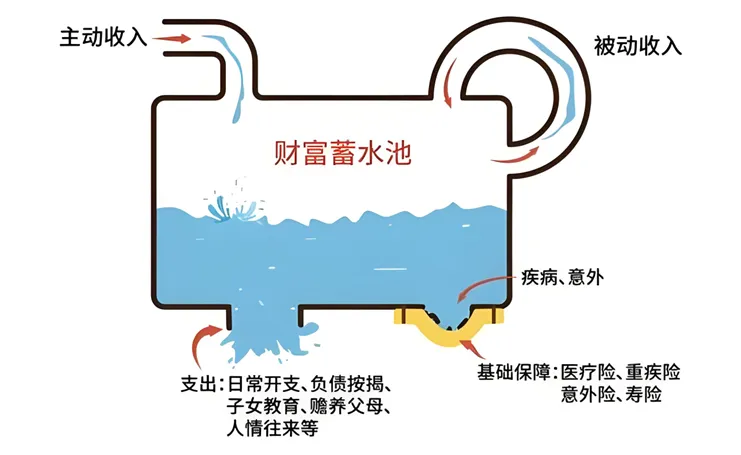 主动收入
被动收入
财富蓄水池
疾病、意外
支出：日常开支、负债按揭、
子女教育、赡养父母、
人情往来等
基础保障：医疗险、重疾险
意外险、寿险